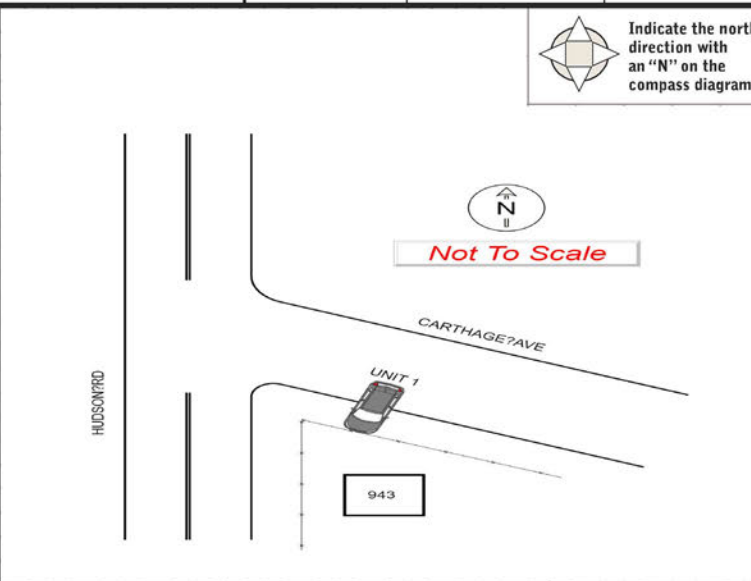 Indicate the north
direction with
an "N" on the
compass diagram
N
Not To Scale
CARTHAGE?AVE
UNIT 1
HUDSON?RD
943